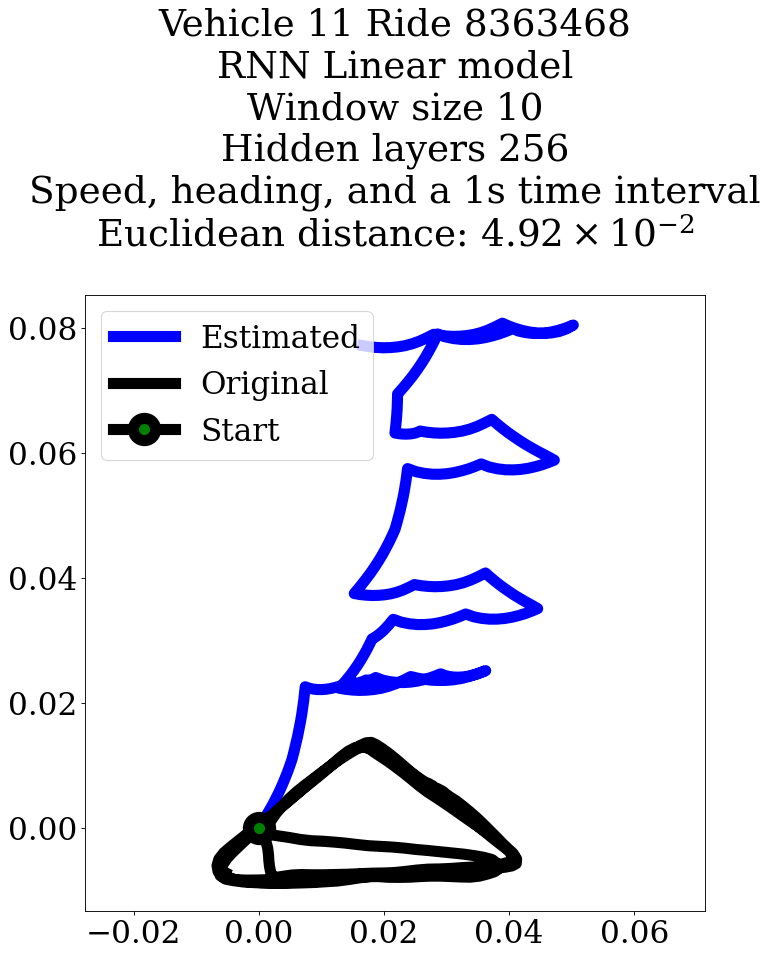 Vehicle 11 Ride 8363468
RNN Linear model
Window size 10
Hidden layers 256
Speed, heading, and a 1s time interval
Euclidean distance: 4.92 × 10⁻²
Estimated
Original
Start
0.08
0.06
0.04
0.02
0.00
−0.02 0.00 0.02 0.04 0.06